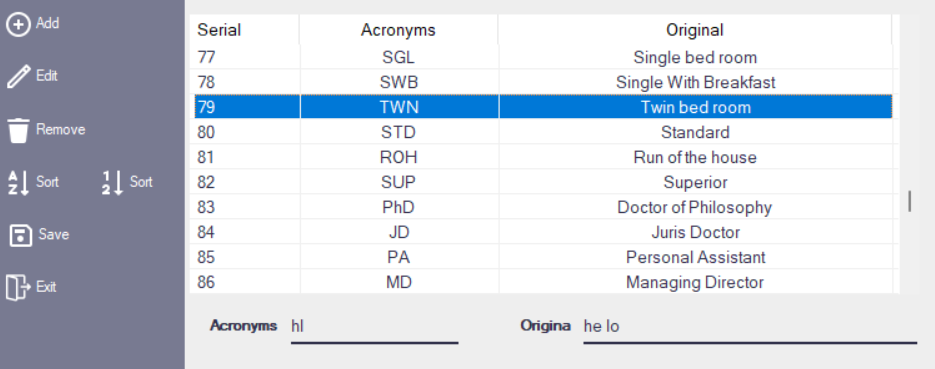 Add
Edit
Remove
A Z Sort 1 2 Sort
Save
Exit
Serial Acronyms Original
77 SGL Single bed room
78 SWB Single With Breakfast
79 TWN Twin bed room
80 STD Standard
81 ROH Run of the house
82 SUP Superior
83 PhD Doctor of Philosophy
84 JD Juris Doctor
85 PA Personal Assistant
86 MD Managing Director
Acronyms hl Origina he lo